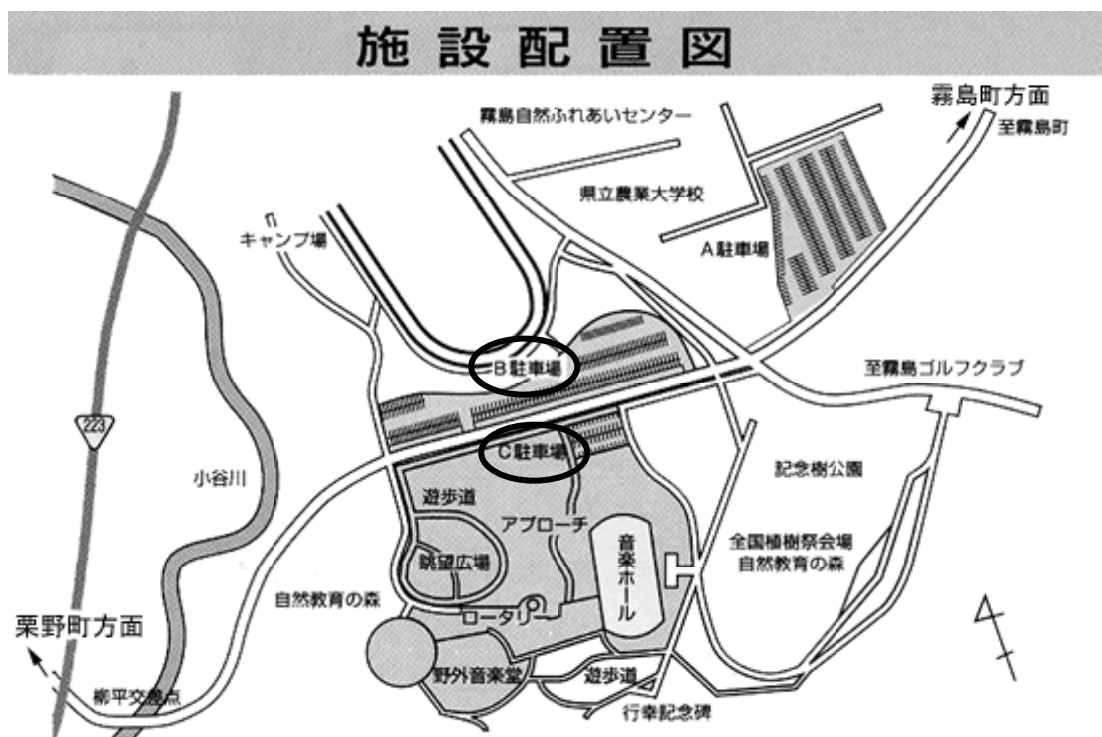 施設配置図
霧島町方面
霧島自然ふれあいセンター
至霧島町
県立農業大学校
キャンプ場
A駐車場
B駐車場
至霧島ゴルフクラブ
223
C駐車場
小谷川
記念樹公園
遊歩道
アプローチ
音楽ホール
全国植樹祭会場
自然教育の森
眺望広場
自然教育の森
ロータリー
栗野町方面
野外音楽堂
遊歩道
柳平交差点
行幸記念碑